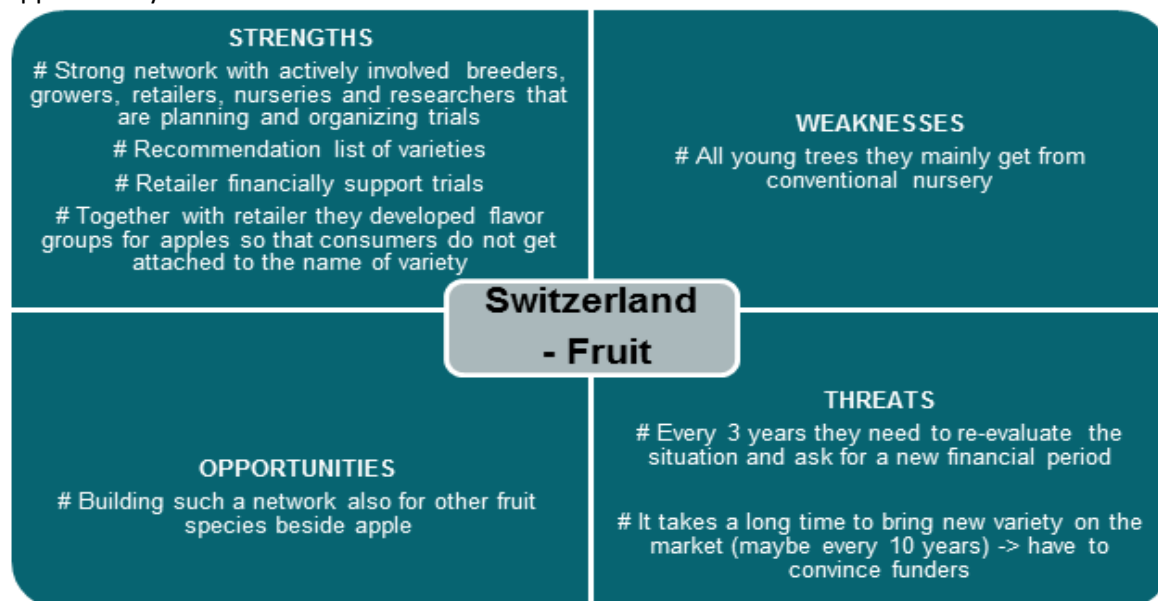 STRENGTHS
# Strong network with actively involved breeders,
growers, retailers, nurseries and researchers that
are planning and organizing trials
# Recommendation list of varieties
# Retailer financially support trials
# Together with retailer they developed flavor
groups for apples so that consumers do not get
attached to the name of variety
WEAKNESSES
# All young trees they mainly get from
conventional nursery
Switzerland
- Fruit
OPPORTUNITIES
# Building such a network also for other fruit
species beside apple
THREATS
# Every 3 years they need to re-evaluate the
situation and ask for a new financial period
# It takes a long time to bring new variety on the
market (maybe every 10 years) -> have to
convince funders